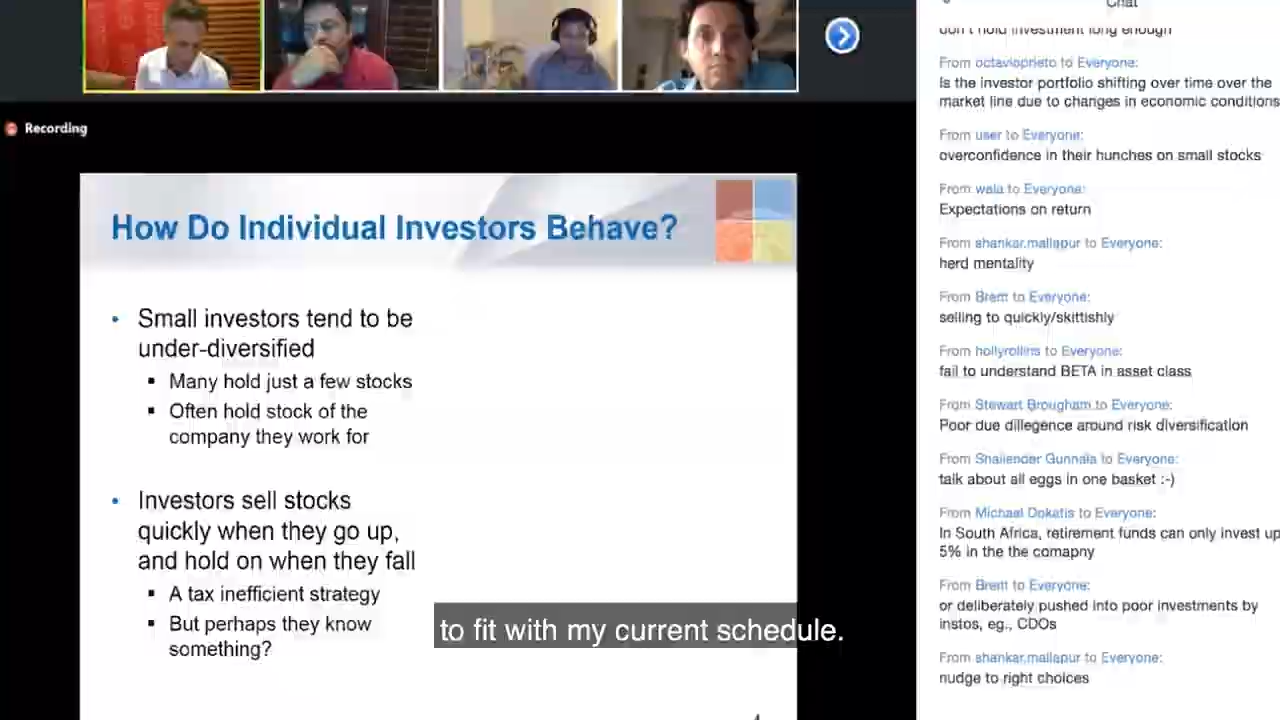 Chat
don't hold investment long enough
From octavioprieto to Everyone:
Is the investor portfolio shifting over time over the
market line due to changes in economic conditions
From user to Everyone:
overconfidence in their hunches on small stocks
From wala to Everyone:
Expectations on return
From shankar.mallapur to Everyone:
herd mentality
From Brent to Everyone:
selling to quickly/skittishly
From hollyrollins to Everyone:
fail to understand BETA in asset class
From Stewart Brougham to Everyone:
Poor due dillegence around risk diversification
From Shailender Gunnala to Everyone:
talk about all eggs in one basket :-)
From Michael Dokatis to Everyone:
In South Africa, retirement funds can only invest up
5% in the the comapny
From Brent to Everyone:
or deliberately pushed into poor investments by
instos, eg., CDOs
From shankar.mallapur to Everyone:
nudge to right choices
Recording
How Do Individual Investors Behave?
• Small investors tend to be
under-diversified
▪ Many hold just a few stocks
▪ Often hold stock of the
company they work for
• Investors sell stocks
quickly when they go up,
and hold on when they fall
▪ A tax inefficient strategy
▪ But perhaps they know
something?
to fit with my current schedule.